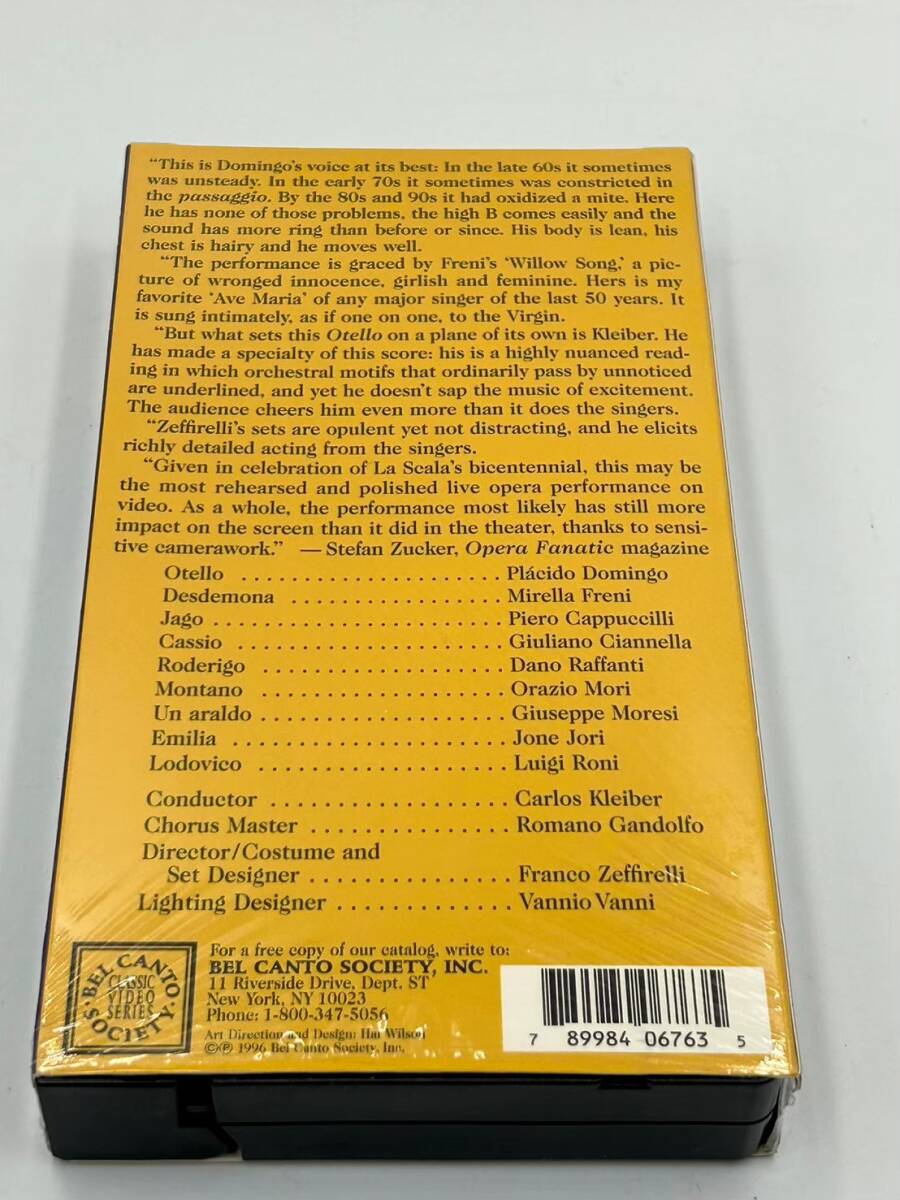 “This is Domingo’s voice at its best: In the late 60s it sometimes
was unsteady. In the early 70s it sometimes was constricted in
the passaggio. By the 80s and 90s it had oxidized a mite. Here
he has none of those problems, the high B comes easily and the
sound has more ring than before or since. His body is lean, his
chest is hairy and he moves well.
“The performance is graced by Freni’s ‘Willow Song,’ a pic-
ture of wronged innocence, girlish and feminine. Hers is my
favorite ‘Ave Maria’ of any major singer of the last 50 years. It
is sung intimately, as if one on one, to the Virgin.
“But what sets this Otello on a plane of its own is Kleiber. He
has made a specialty of this score: his is a highly nuanced read-
ing in which orchestral motifs that ordinarily pass by unnoticed
are underlined, and yet he doesn’t sap the music of excitement.
The audience cheers him even more than it does the singers.
“Zeffirelli’s sets are opulent yet not distracting, and he elicits
richly detailed acting from the singers.
“Given in celebration of La Scala’s bicentennial, this may be
the most rehearsed and polished live opera performance on
video. As a whole, the performance most likely has still more
impact on the screen than it did in the theater, thanks to sensi-
tive camerawork.” —Stefan Zucker, Opera Fanatic magazine
Otello ..................... Plácido Domingo
Desdemona ................. Mirella Freni
Jago ....................... Piero Cappuccilli
Cassio ..................... Giuliano Ciannella
Roderigo ................... Dano Raffanti
Montano .................... Orazio Mori
Un araldo .................. Giuseppe Moresi
Emilia ..................... Jone Jori
Lodovico ................... Luigi Roni
Conductor .................. Carlos Kleiber
Chorus Master .............. Romano Gandolfo
Director/Costume and
Set Designer ............... Franco Zeffirelli
Lighting Designer ............. Vannio Vanni
BEL CANTO SOCIETY
CLASSIC
VIDEO
SERIES
For a free copy of our catalog, write to:
BEL CANTO SOCIETY, INC.
11 Riverside Drive, Dept. ST
New York, NY 10023
Phone: 1-800-347-5056
Art Direction and Design: Hal Wilson
©℗ 1996 Bel Canto Society, Inc.
7 89984 06763 5